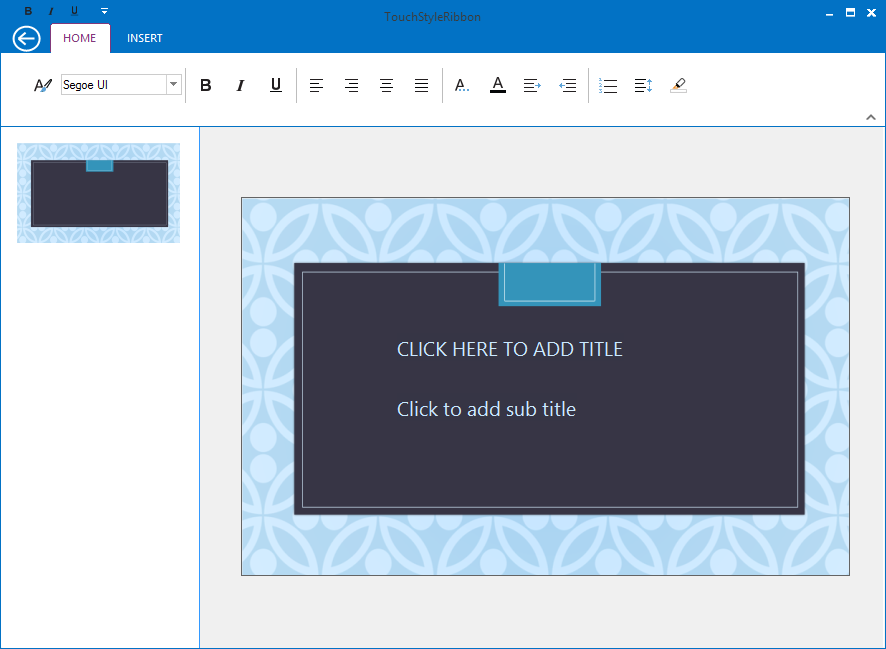 B I U
TouchStyleRibbon
HOME INSERT
Segoe UI
B I U
A A
CLICK HERE TO ADD TITLE
Click to add sub title